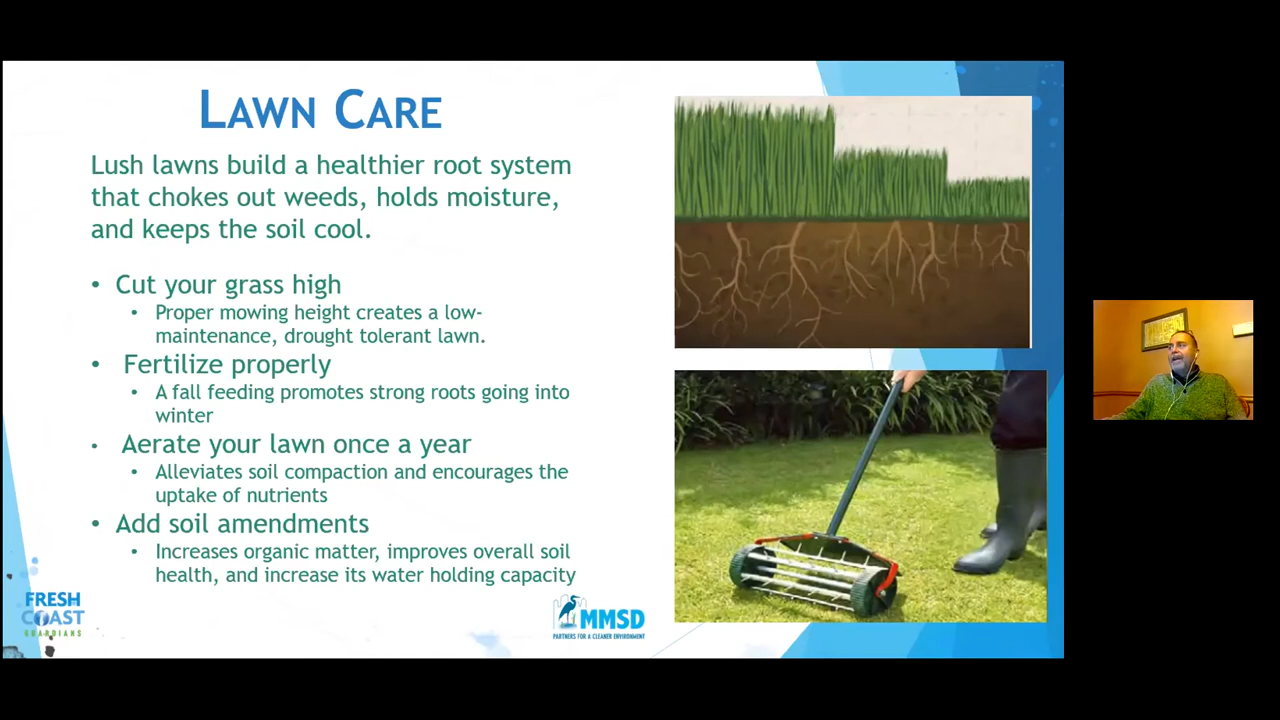 LAWN CARE
Lush lawns build a healthier root system
that chokes out weeds, holds moisture,
and keeps the soil cool.
• Cut your grass high
• Proper mowing height creates a low-
maintenance, drought tolerant lawn.
• Fertilize properly
• A fall feeding promotes strong roots going into
winter
• Aerate your lawn once a year
• Alleviates soil compaction and encourages the
uptake of nutrients
• Add soil amendments
• Increases organic matter, improves overall soil
health, and increase its water holding capacity
FRESH
COAST
GUARDIANS
MMSD
PARTNERS FOR A CLEANER ENVIRONMENT